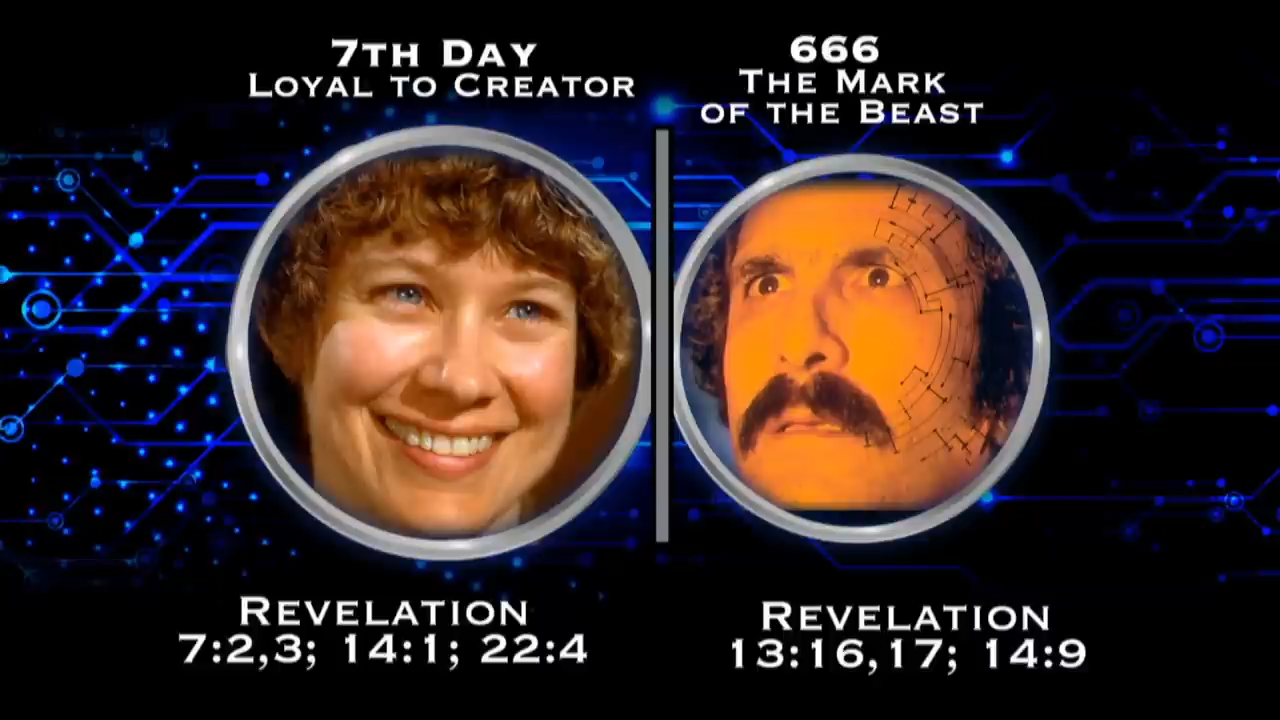 7TH DAY
LOYAL TO CREATOR
666
THE MARK
OF THE BEAST
REVELATION
7:2,3; 14:1; 22:4
REVELATION
13:16,17; 14:9